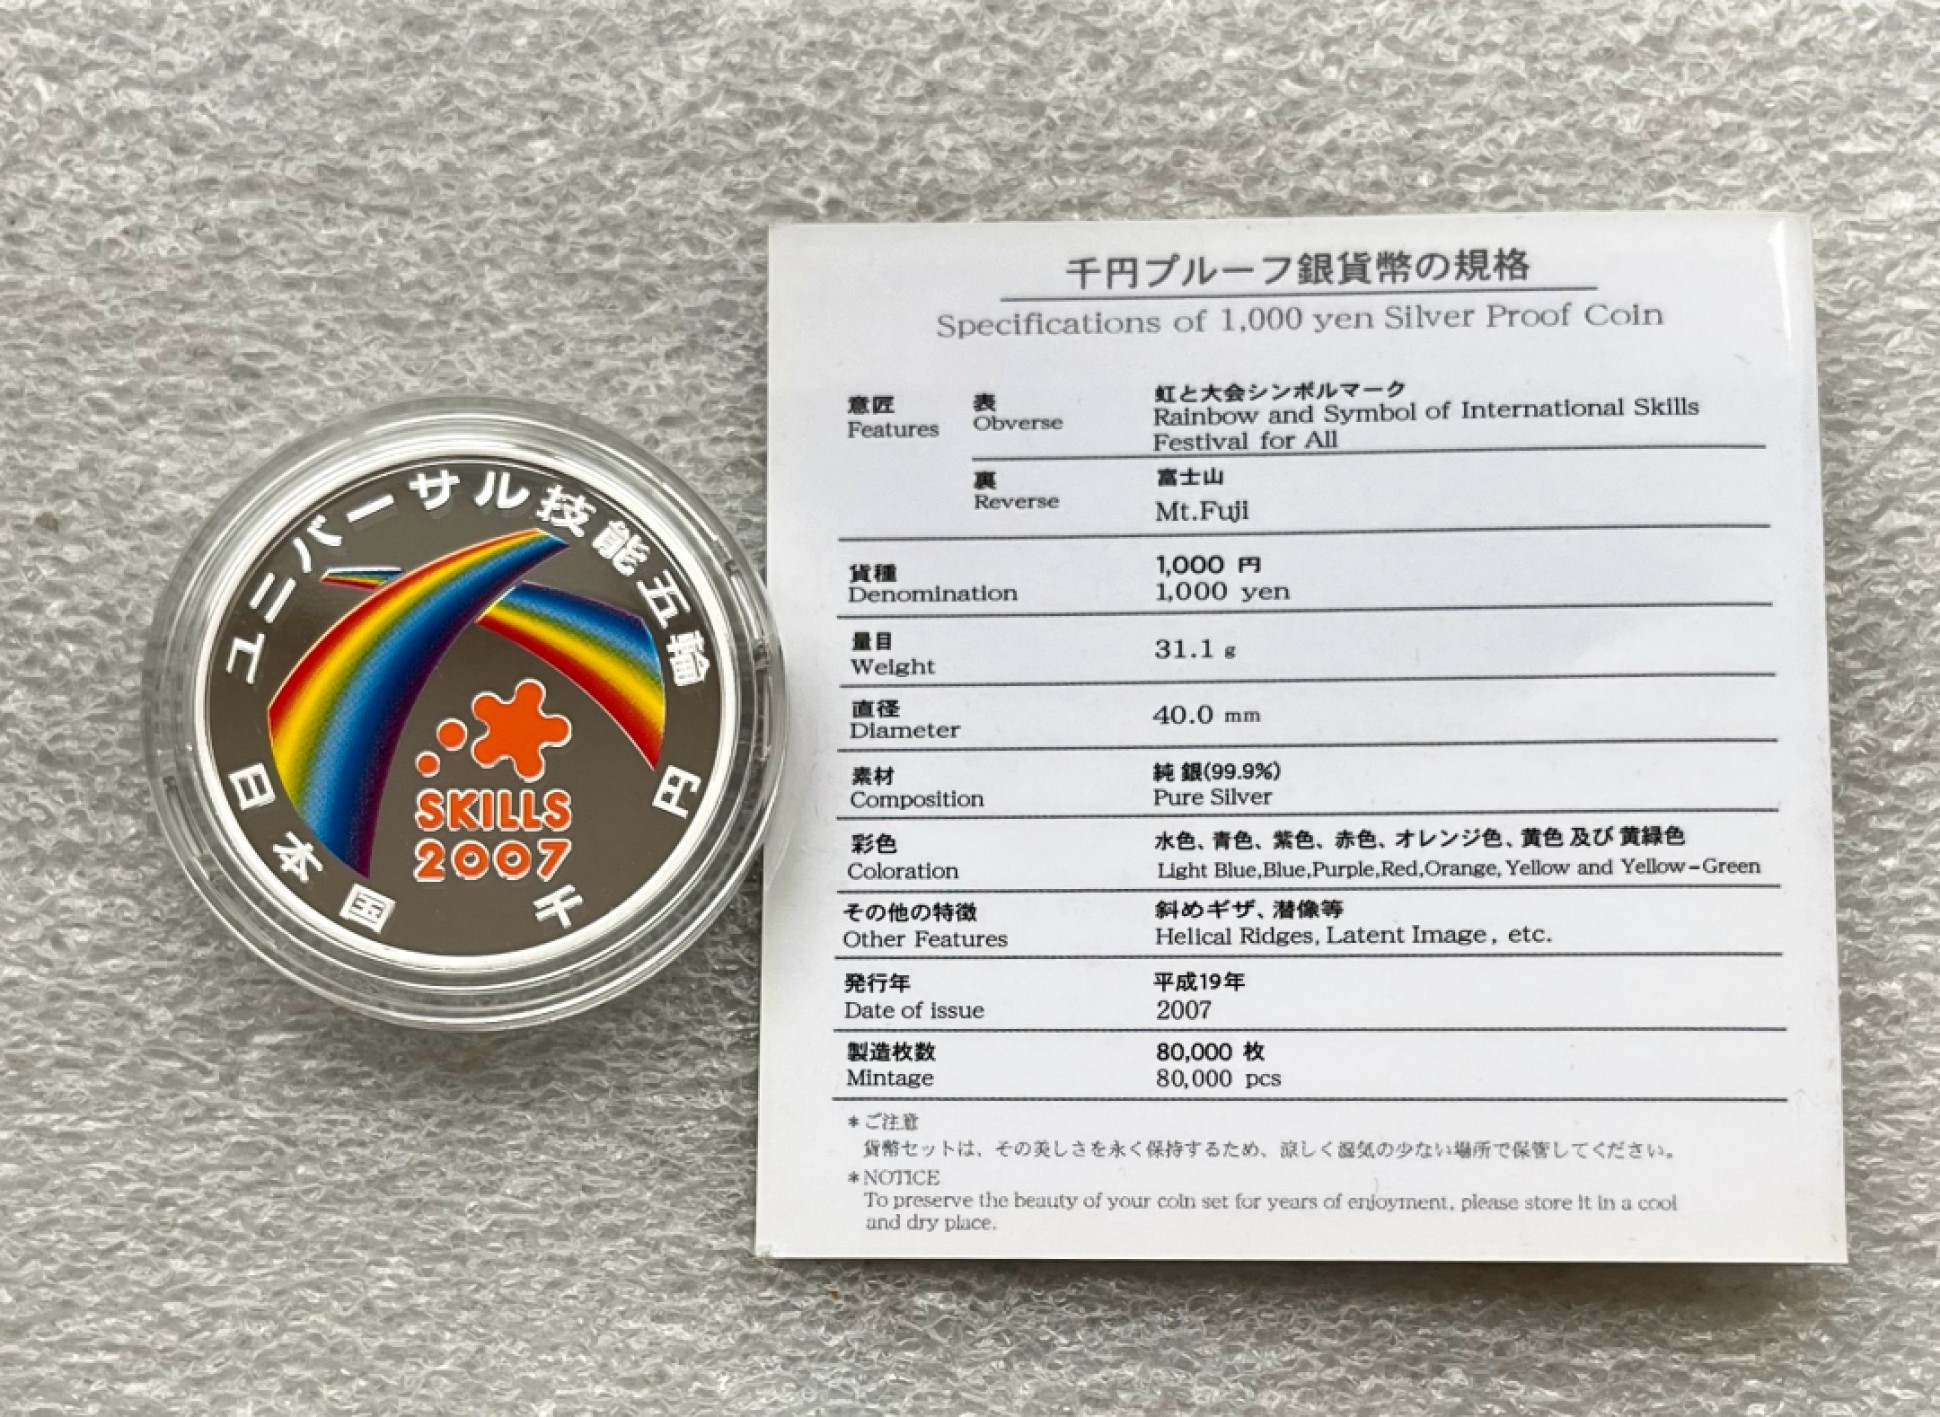 ユニバーサル技能五輪
SKILLS
2007
日本国 千円
千円プルーフ銀貨幣の規格
Specifications of 1,000 yen Silver Proof Coin
意匠 表 虹と大会シンボルマーク
Features Obverse Rainbow and Symbol of International Skills
Festival for All
裏 富士山
Reverse Mt.Fuji
貨種 1,000 円
Denomination 1,000 yen
量目 31.1 g
Weight
直径 40.0 mm
Diameter
素材 純銀(99.9%)
Composition Pure Silver
彩色 水色、青色、紫色、赤色、オレンジ色、黄色 及び 黄緑色
Coloration Light Blue,Blue,Purple,Red,Orange,Yellow and Yellow-Green
その他の特徴 斜めギザ、潜像等
Other Features Helical Ridges, Latent Image, etc.
発行年 平成19年
Date of issue 2007
製造枚数 80,000 枚
Mintage 80,000 pcs
*ご注意
貨幣セットは、その美しさを永く保持するため、涼しく湿気の少ない場所で保管してください。
*NOTICE
To preserve the beauty of your coin set for years of enjoyment, please store it in a cool
and dry place.